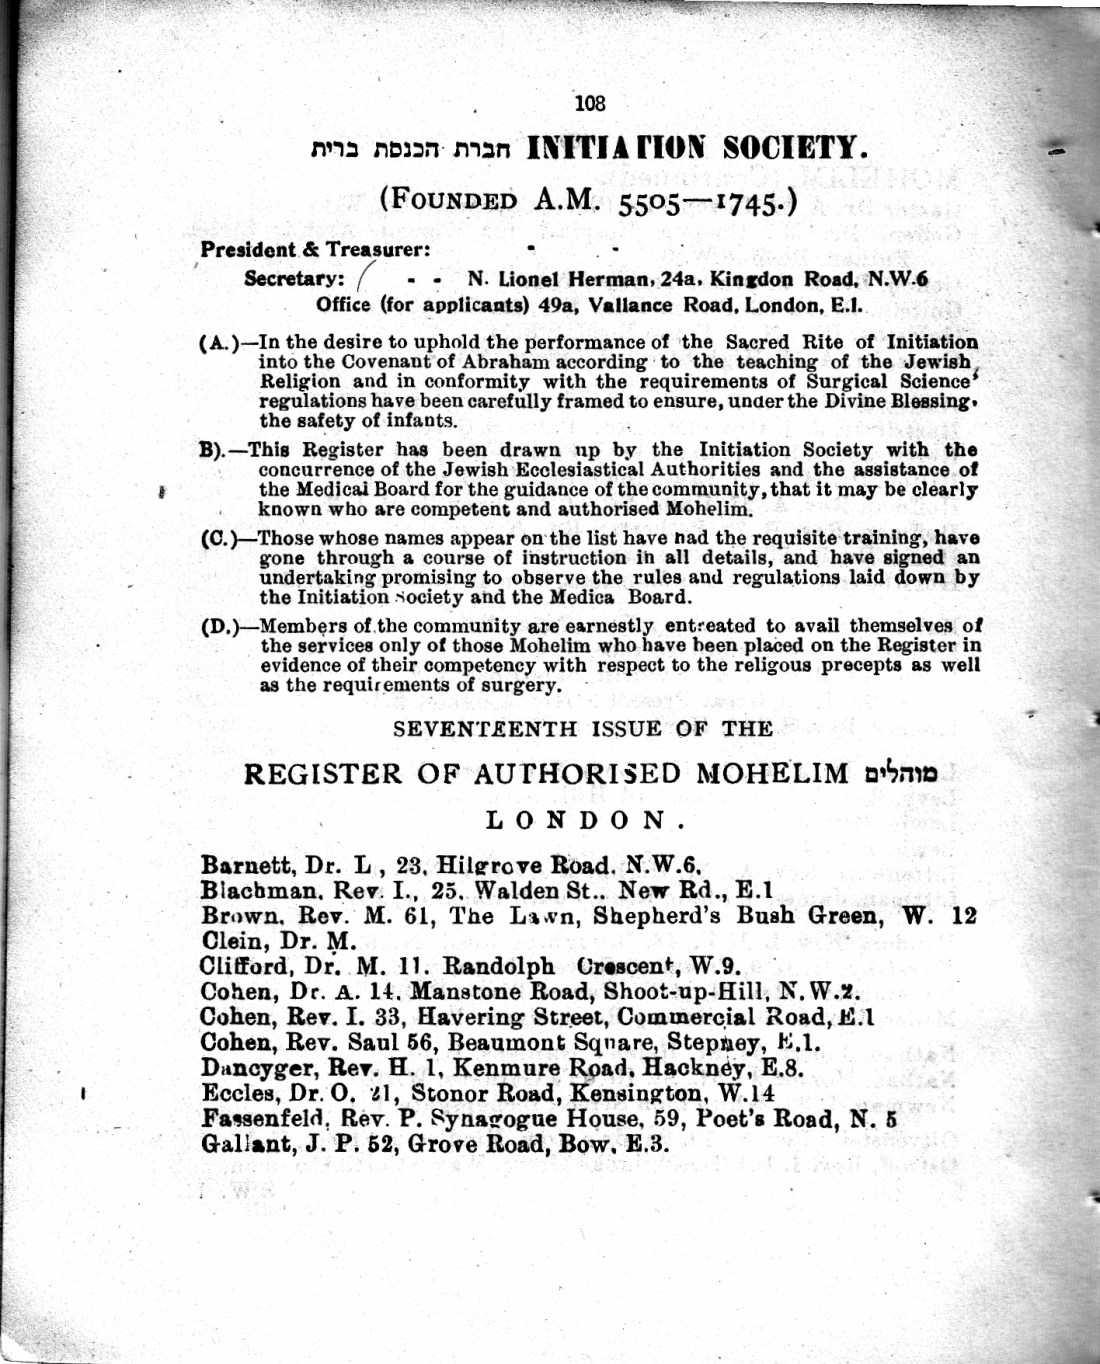 108
חברת הכנסת ברית INITIATION SOCIETY.
(FOUNDED A.M. 5505—1745.)
President & Treasurer: - -
Secretary: ( - - N. Lionel Herman, 24a, Kingdon Road, N.W.6
Office (for applicants) 49a, Vallance Road, London, E.1.
(A.)—In the desire to uphold the performance of the Sacred Rite of Initiation
into the Covenant of Abraham according to the teaching of the Jewish
Religion and in conformity with the requirements of Surgical Science,
regulations have been carefully framed to ensure, under the Divine Blessing,
the safety of infants.
B).—This Register has been drawn up by the Initiation Society with the
concurrence of the Jewish Ecclesiastical Authorities and the assistance of
the Medical Board for the guidance of the community, that it may be clearly
known who are competent and authorised Mohelim.
(C.)—Those whose names appear on the list have had the requisite training, have
gone through a course of instruction in all details, and have signed an
undertaking promising to observe the rules and regulations laid down by
the Initiation Society and the Medica Board.
(D.)—Members of the community are earnestly entreated to avail themselves of
the services only of those Mohelim who have been placed on the Register in
evidence of their competency with respect to the religous precepts as well
as the requirements of surgery.
SEVENTEENTH ISSUE OF THE
REGISTER OF AUTHORISED MOHELIM מוהלים
LONDON.
Barnett, Dr. L , 23, Hilgrove Road, N.W.6.
Blachman, Rev. I., 25, Walden St.. New Rd., E.1
Brown, Rev. M. 61, The Lawn, Shepherd's Bush Green, W. 12
Clein, Dr. M.
Clifford, Dr. M. 11. Randolph Crescent, W.9.
Cohen, Dr. A. 14, Manstone Road, Shoot-up-Hill, N.W.2.
Cohen, Rev. I. 33, Havering Street, Commercial Road, E.1
Cohen, Rev. Saul 56, Beaumont Square, Stepney, E.1.
Dancyger, Rev. H. 1, Kenmure Road, Hackney, E.8.
Eccles, Dr. O. 21, Stonor Road, Kensington, W.14
Fassenfeld, Rev. P. Synagogue House, 59, Poet's Road, N. 5
Gallant, J. P. 52, Grove Road, Bow, E.3.